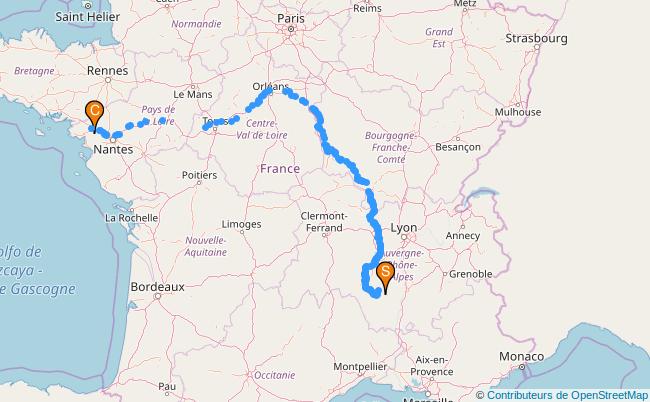 Saint Helier
Caen
Normandie
Paris
Reims
Metz
Grand
Est
Strasbourg
Bretagne
Rennes
Le Mans
Orléans
Mulhouse
C
Pays de
la Loire
Tours
Centre-
Val de Loire
Bourgogne-
Franche-
Comté
Besançon
Nantes
Poitiers
France
La Rochelle
Limoges
Clermont-
Ferrand
Lyon
Annecy
Nouvelle-
Aquitaine
Auvergne-
Rhône-
Alpes
S
Grenoble
olfo de
zcaya -
e Gascogne
Bordeaux
Occitanie
Montpellier
Aix-en-
Provence
Monaco
Pau
Marseille
© Contributeurs de OpenStreetMap